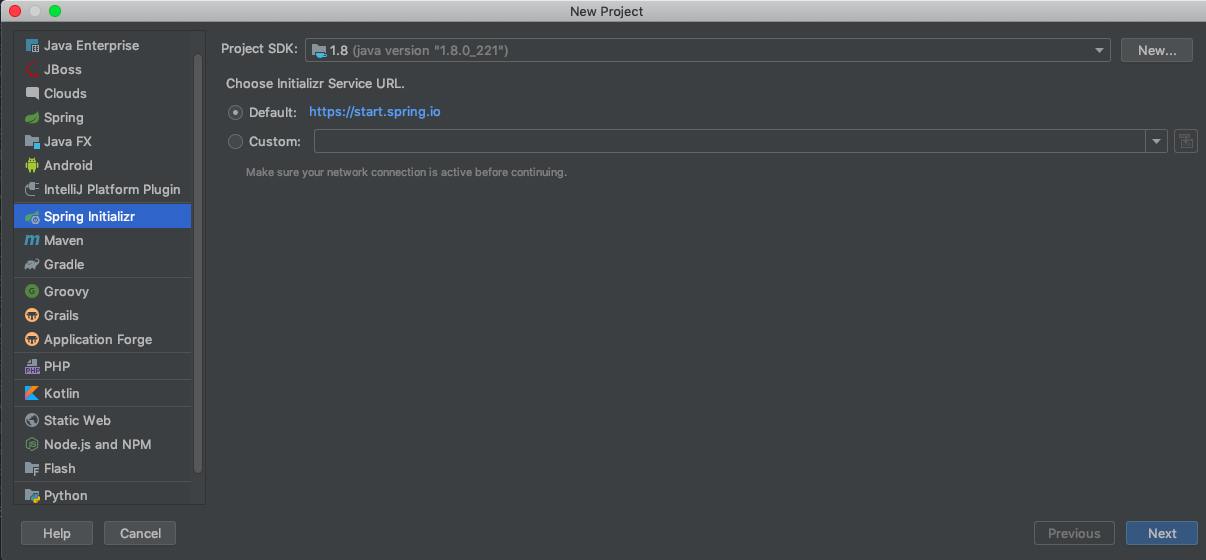 New Project
Java Enterprise
JBoss
Clouds
Spring
Java FX
Android
IntelliJ Platform Plugin
Spring Initializr
Maven
Gradle
Groovy
Grails
Application Forge
PHP
Kotlin
Static Web
Node.js and NPM
Flash
Python
Project SDK: 1.8 (java version "1.8.0_221") New...
Choose Initializr Service URL.
Default: https://start.spring.io
Custom:
Make sure your network connection is active before continuing.
Help Cancel Previous Next